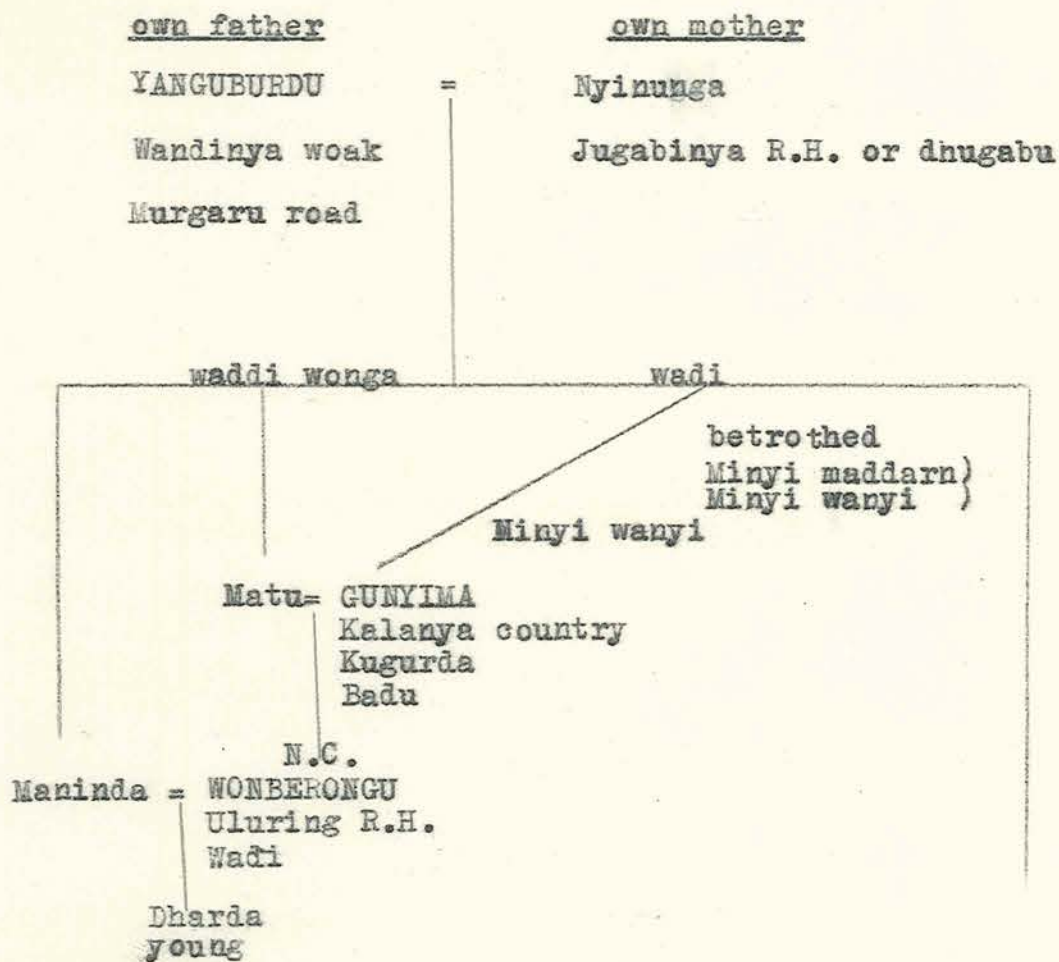 own father own mother
YANGUBURDU = Nyinunga
Wandinya woak Jugabinya R.H. or dhugabu
Murgaru road
waddi wonga wadi
betrothed
Minyi maddarn)
Minyi wanyi )
Minyi wanyi
Matu= GUNYIMA
Kalanya country
Kugurda
Badu
N.C.
Maninda = WONBERONGU
Uluring R.H.
Wadi
Dharda
young